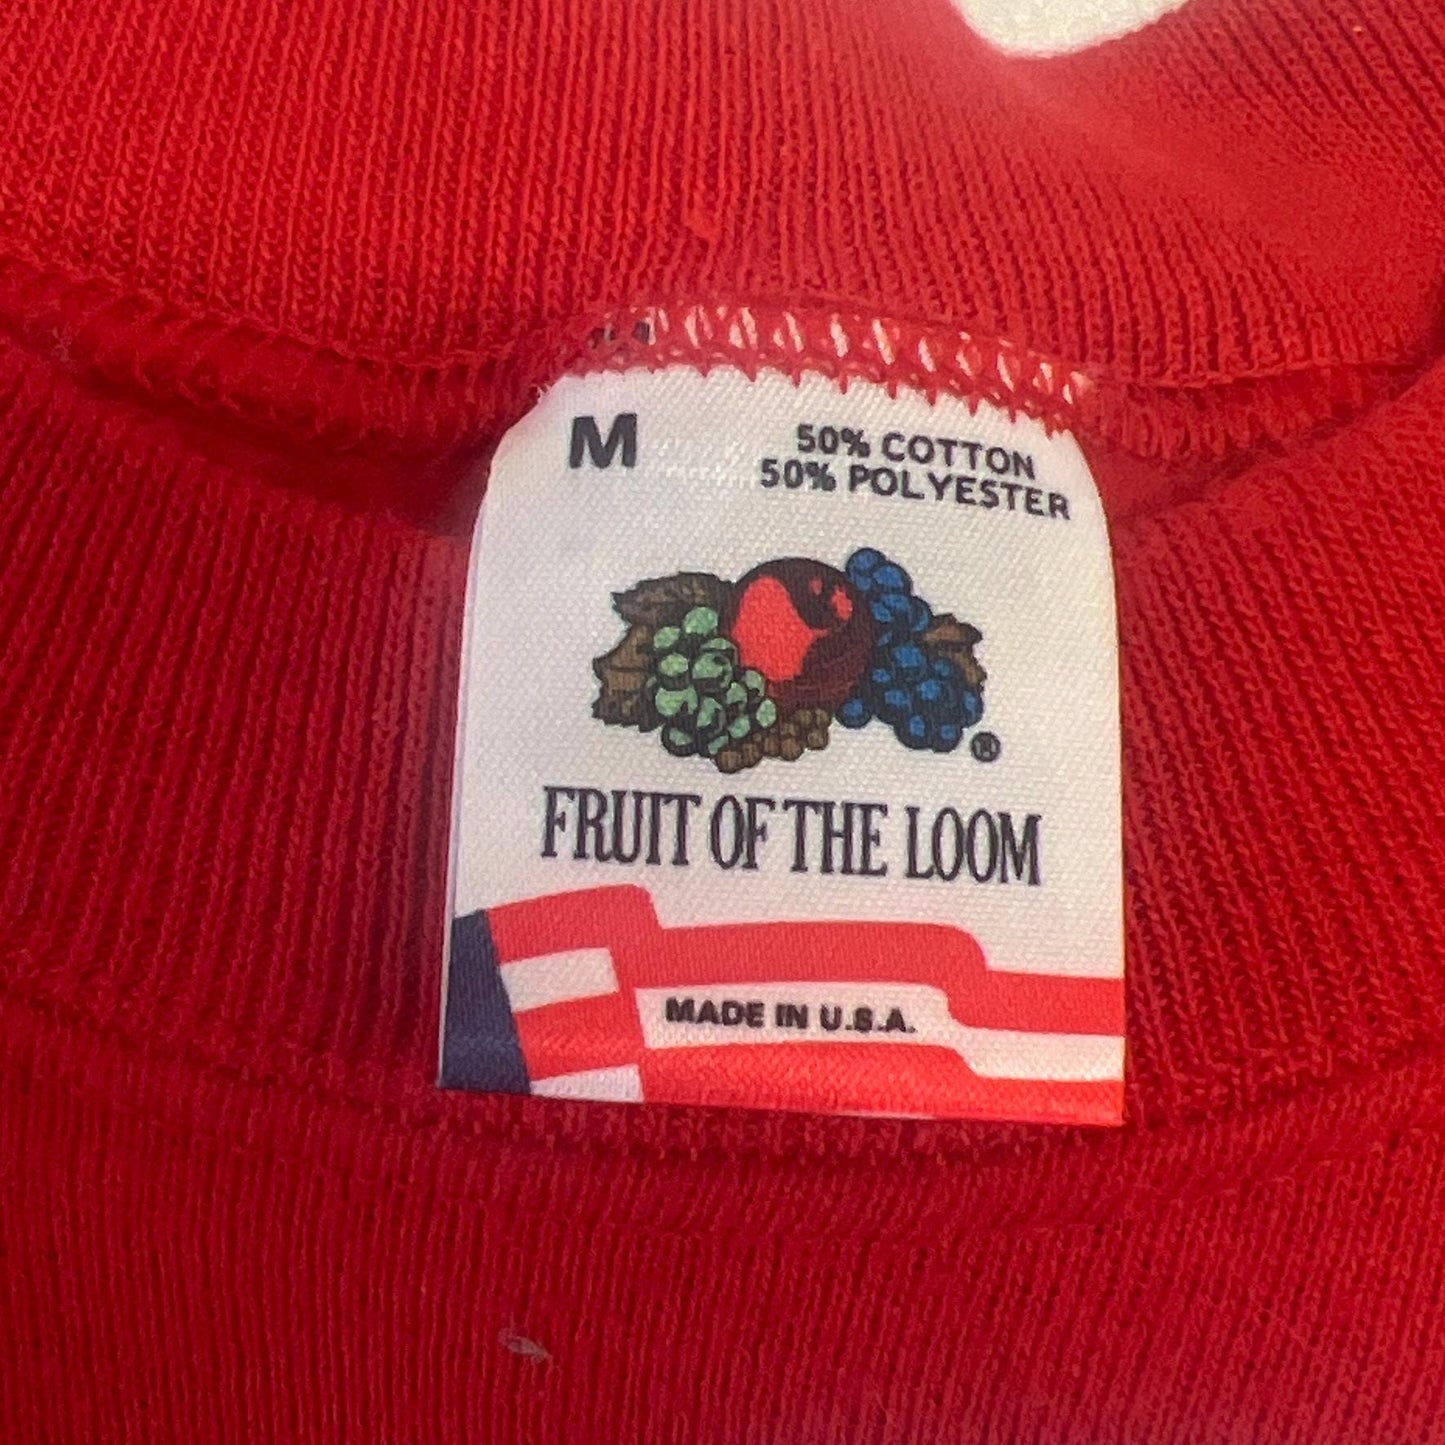 M
50% COTTON
50% POLYESTER
®
FRUIT OF THE LOOM
MADE IN U.S.A.